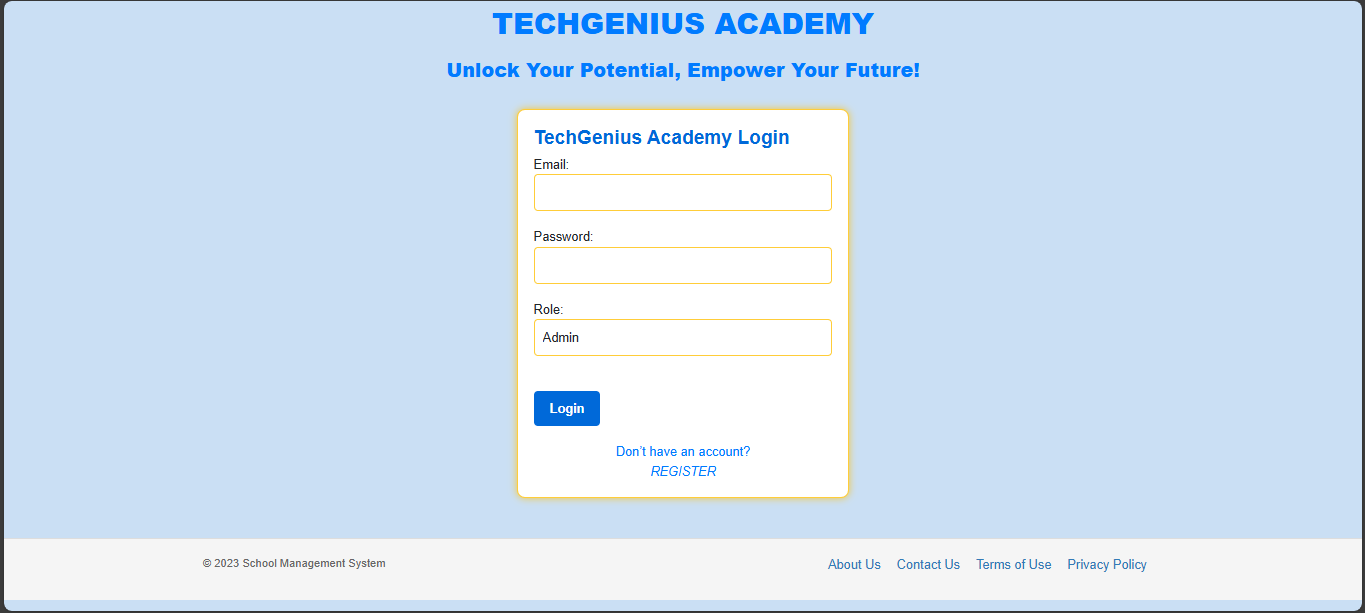 TECHGENIUS ACADEMY
Unlock Your Potential, Empower Your Future!
TechGenius Academy Login
Email:
Password:
Role:
Admin
Login
Don't have an account?
REGISTER
© 2023 School Management System
About Us Contact Us Terms of Use Privacy Policy